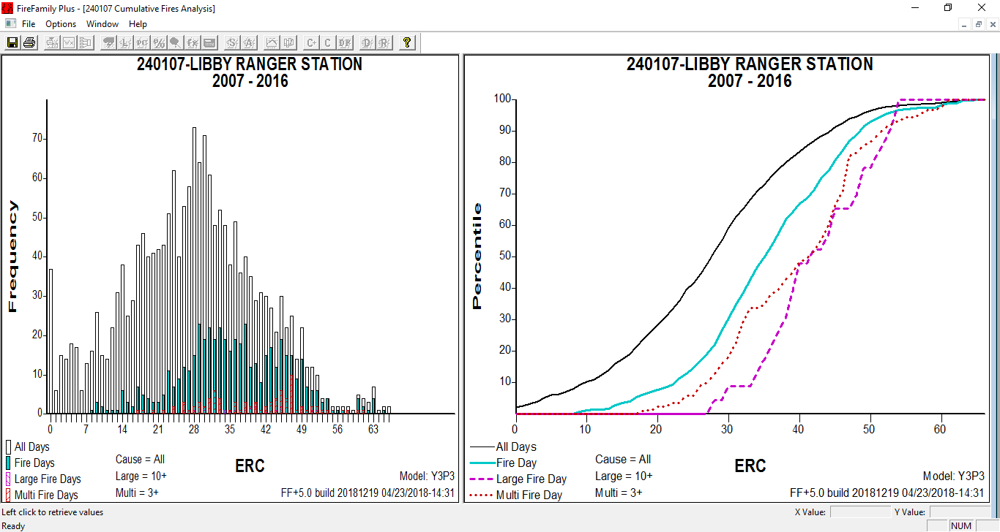 FireFamily Plus - [240107 Cumulative Fires Analysis]
File Options Window Help
S A C+ C D R ?
240107-LIBBY RANGER STATION
2007 - 2016
Frequency
70
60
50
40
30
20
10
0
0 7 14 21 28 35 42 49 56 63
All Days
Fire Days
Large Fire Days
Multi Fire Days
Cause = All
Large = 10+
Multi = 3+
ERC
Model: Y3P3
FF+5.0 build 20181219 04/23/2018-14:31
240107-LIBBY RANGER STATION
2007 - 2016
Percentile
100
90
80
70
60
50
40
30
20
10
0 10 20 30 40 50 60
All Days
Fire Day
Large Fire Day
Multi Fire Day
Cause = All
Large = 10+
Multi = 3+
ERC
Model: Y3P3
FF+5.0 build 20181219 04/23/2018-14:31
Left click to retrieve values X Value: Y Value:
Ready NUM